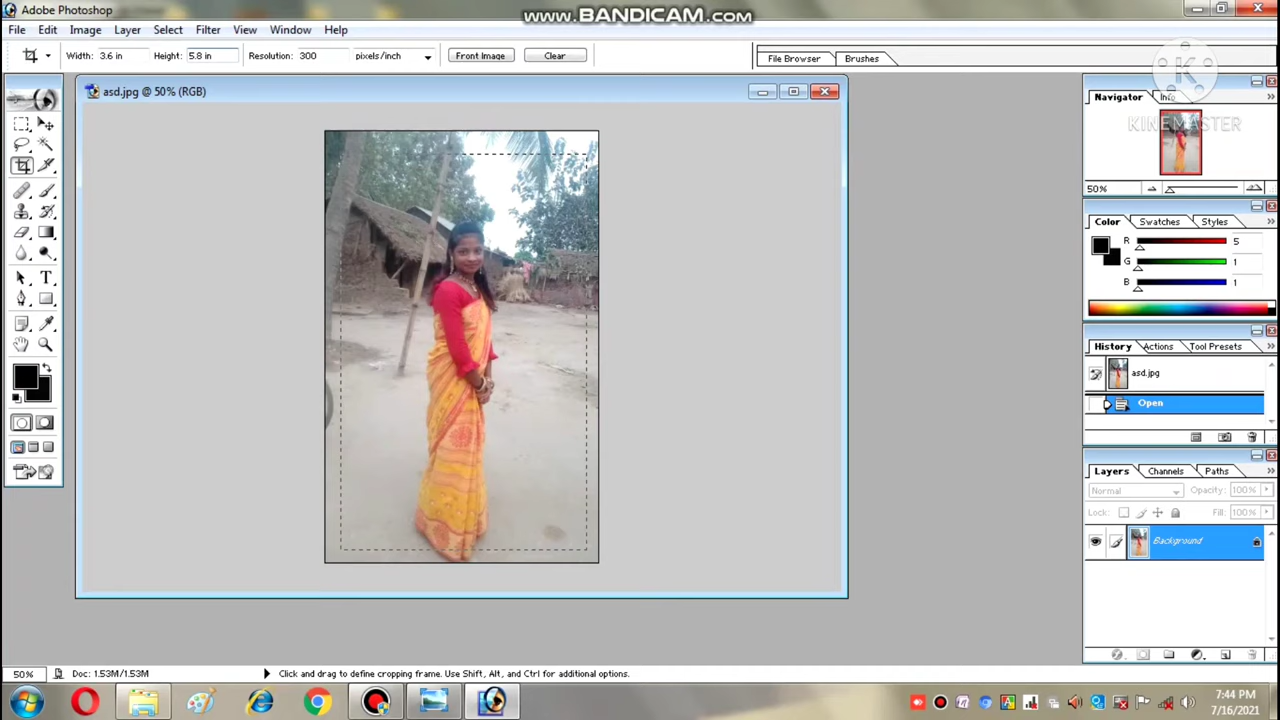 Adobe Photoshop
www.BANDICAM.com
File Edit Image Layer Select Filter View Window Help
Width: 3.6 in Height: 5.8 in Resolution: 300 pixels/inch Front Image Clear
File Browser Brushes
asd.jpg @ 50% (RGB)
Navigator Info
KINEMASTER
50%
Color Swatches Styles
R 5
G 1
B 1
History Actions Tool Presets
asd.jpg
Open
Layers Channels Paths
Normal Opacity: 100%
Lock: Fill: 100%
Background
50% Doc: 1.53M/1.53M Click and drag to define cropping frame. Use Shift, Alt, and Ctrl for additional options.
7:44 PM
7/16/2021